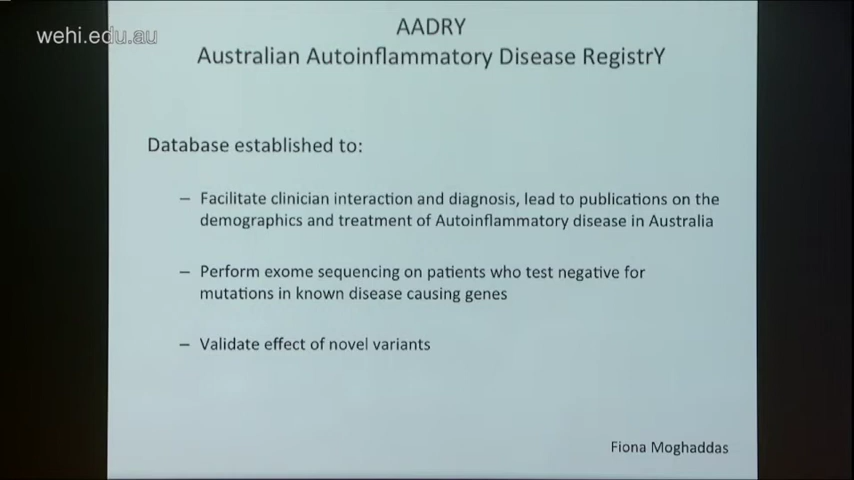 wehi.edu.au
AADRY
Australian Autoinflammatory Disease RegistrY
Database established to:
– Facilitate clinician interaction and diagnosis, lead to publications on the
demographics and treatment of Autoinflammatory disease in Australia
– Perform exome sequencing on patients who test negative for
mutations in known disease causing genes
– Validate effect of novel variants
Fiona Moghaddas